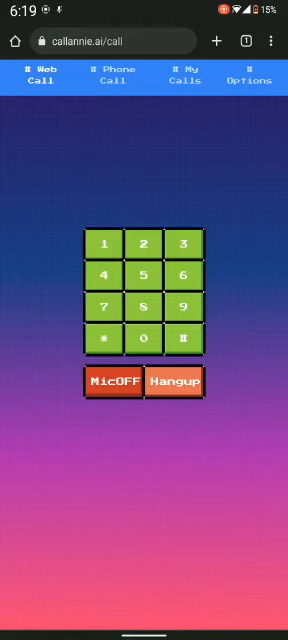 6:19 15%
callannie.ai/call 1
# Web Call # Phone Call # My Calls # Options
1 2 3
4 5 6
7 8 9
* 0 #
MicOFF Hangup